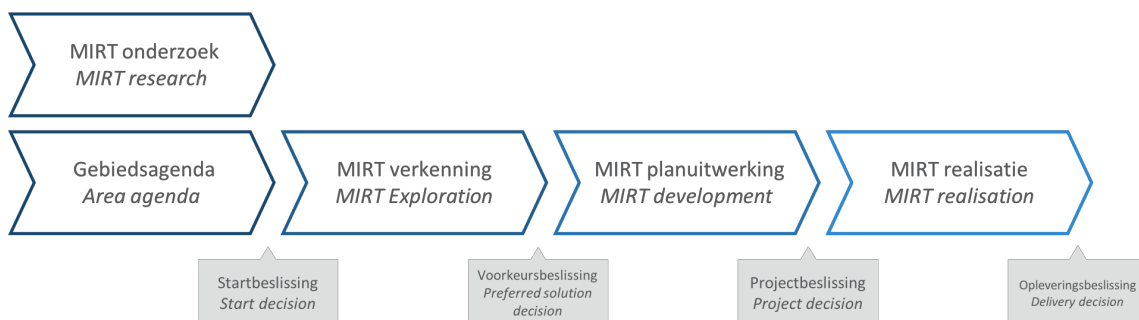 MIRT onderzoek
MIRT research
Gebiedsagenda
Area agenda
MIRT verkenning
MIRT Exploration
MIRT planuitwerking
MIRT development
MIRT realisatie
MIRT realisation
Startbeslissing
Start decision
Voorkeursbeslissing
Preferred solution
decision
Projectbeslissing
Project decision
Opleveringsbeslissing
Delivery decision